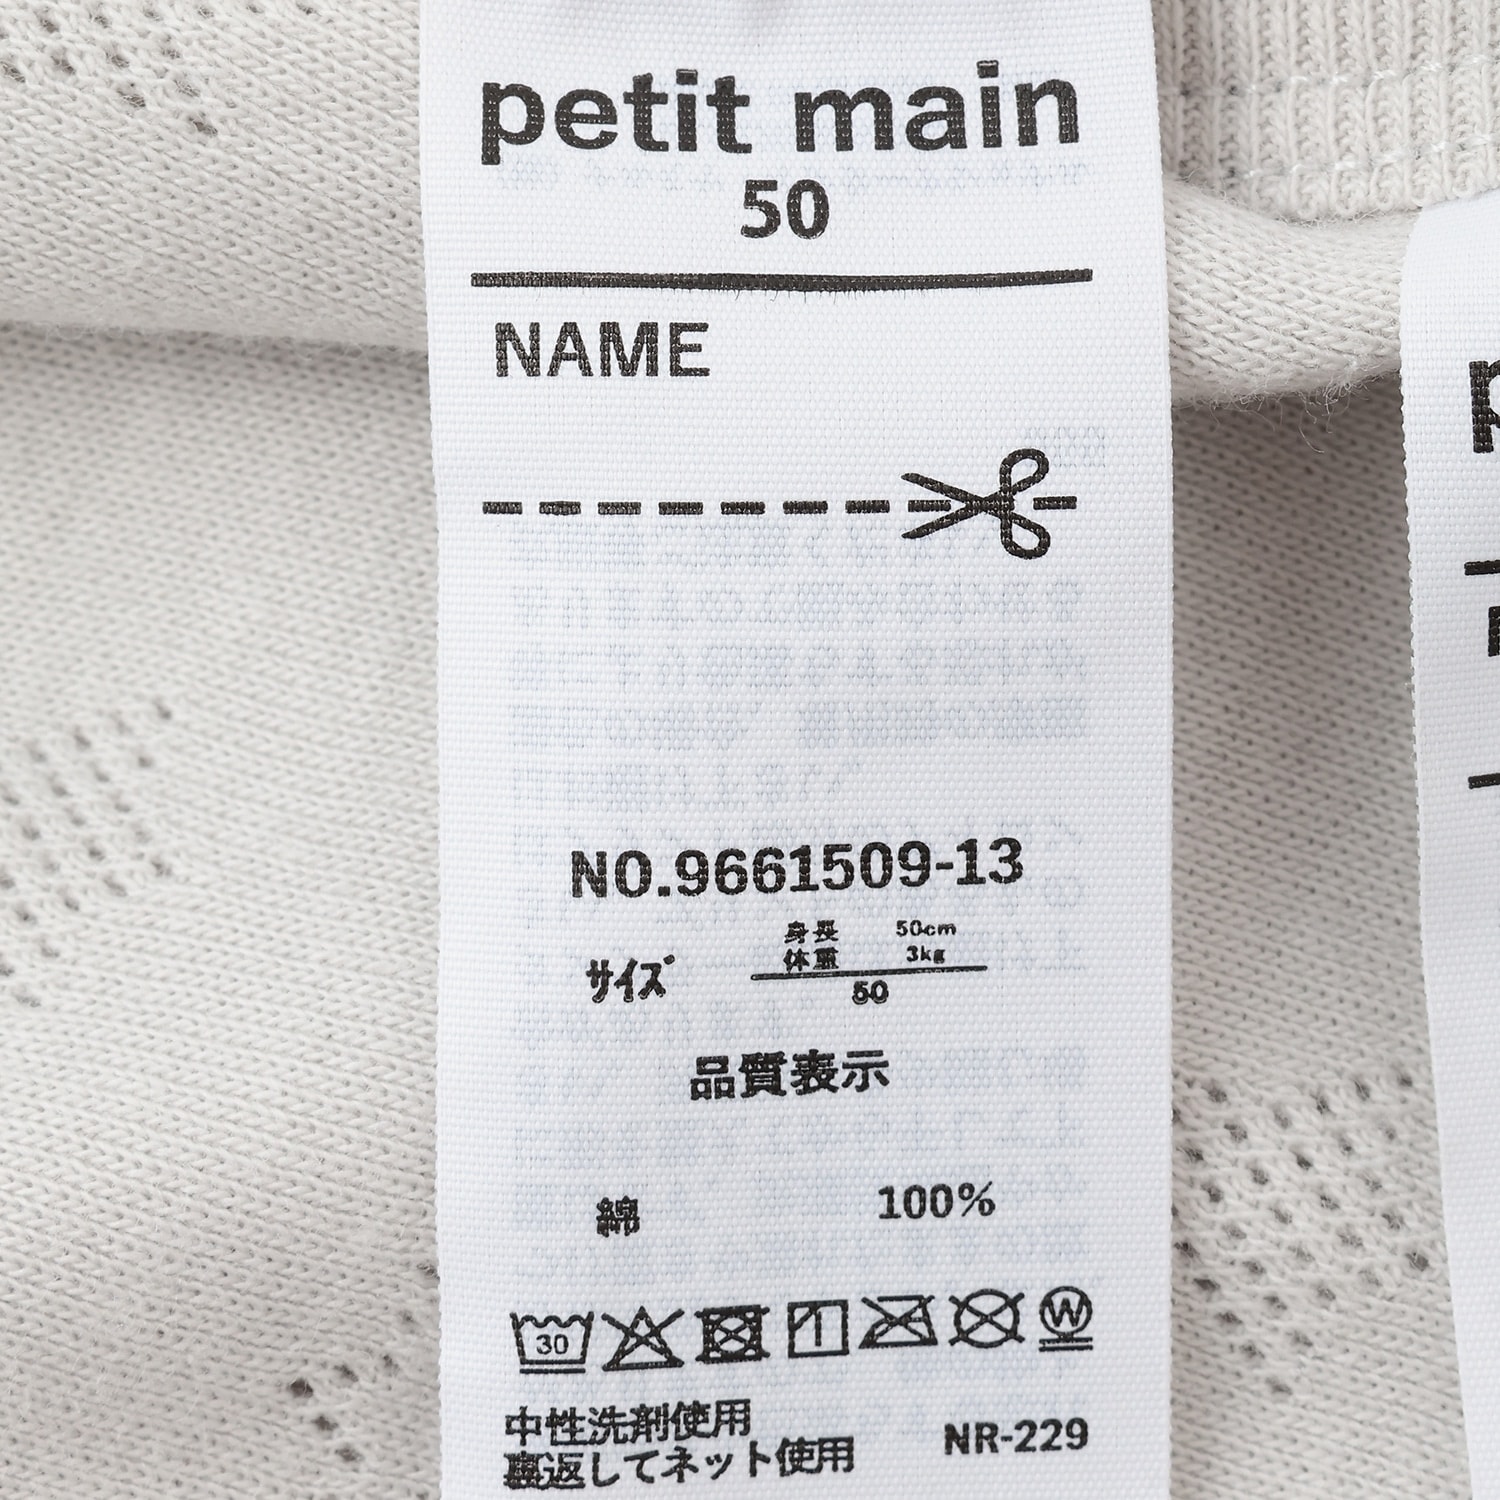 petit main
50
NAME
NO.9661509-13
サイズ
身長 50cm
体重 3kg
50
品質表示
綿 100%
30
W
中性洗剤使用
裏返してネット使用
NR-229